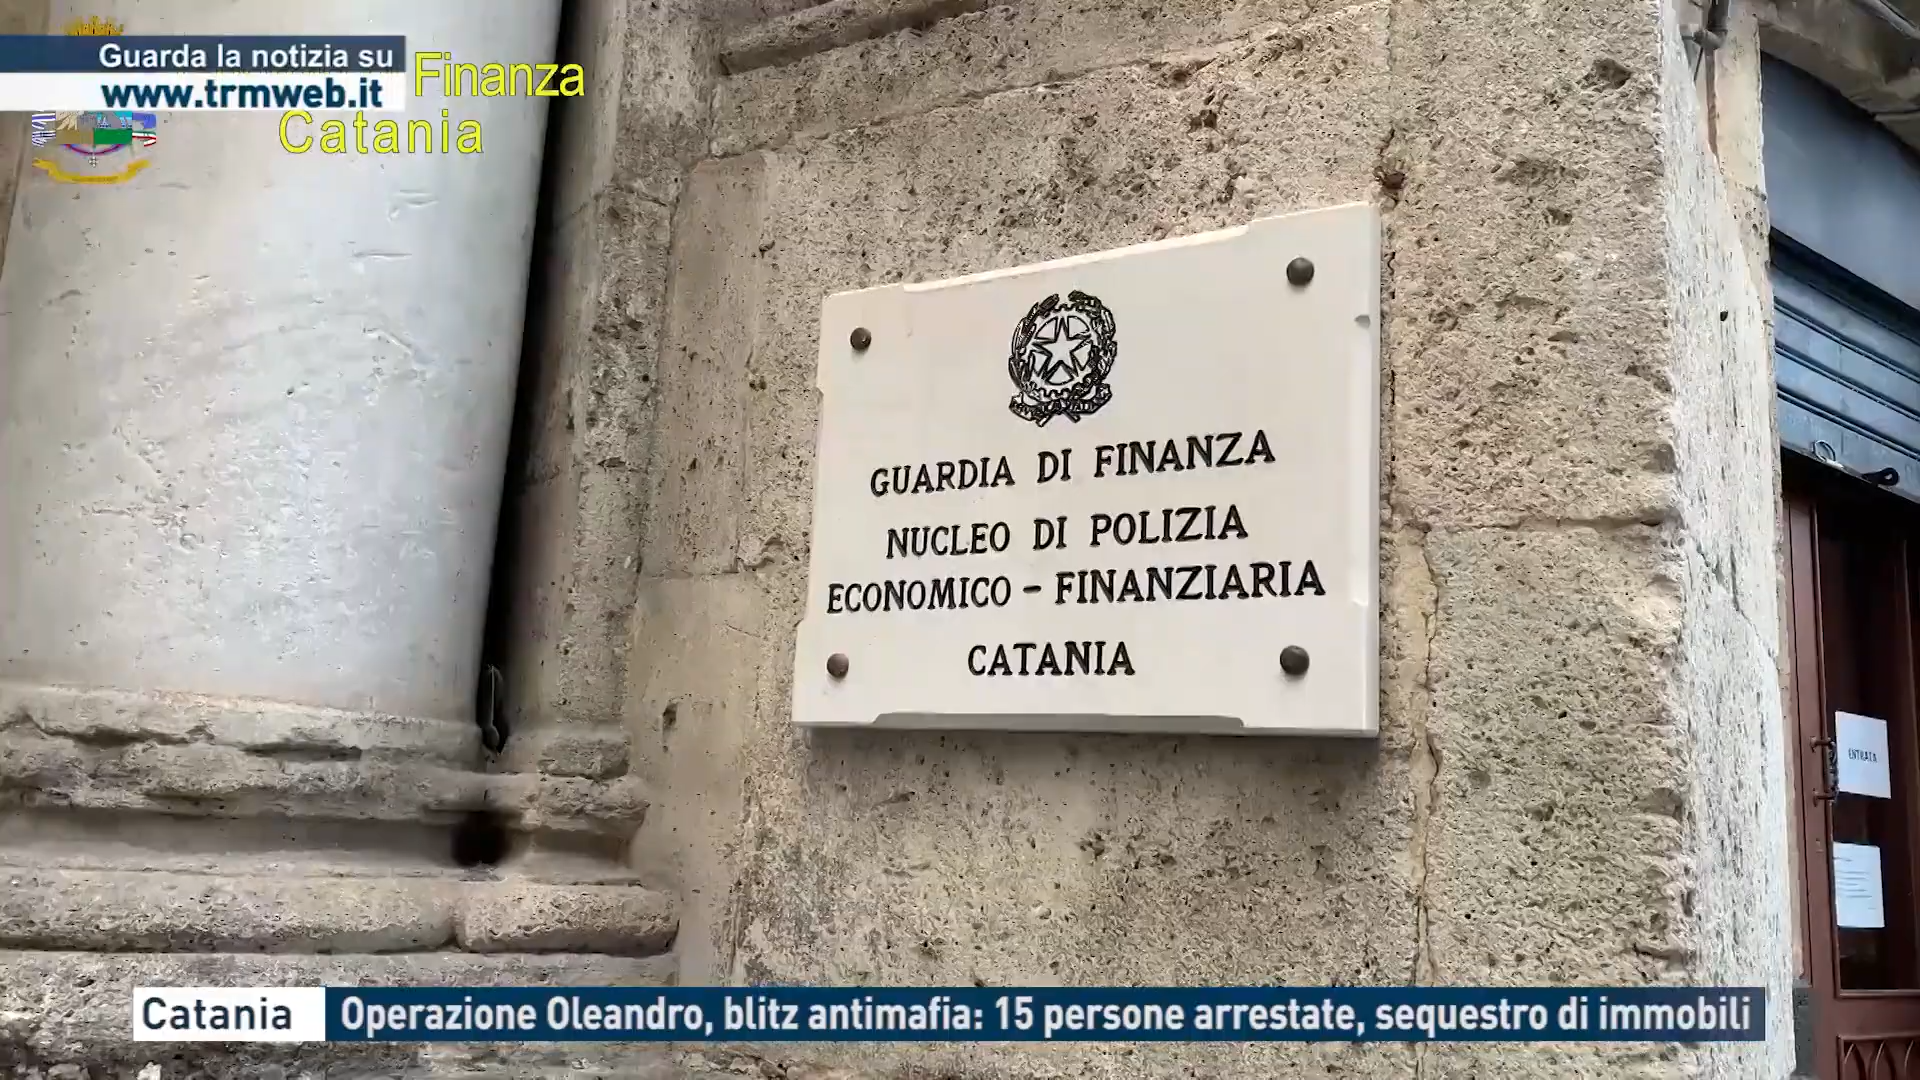 Guarda la notizia su
www.trmweb.it
Finanza
Catania
GUARDIA DI FINANZA
NUCLEO DI POLIZIA
ECONOMICO - FINANZIARIA
CATANIA
ENTRATA
Catania
Operazione Oleandro, blitz antimafia: 15 persone arrestate, sequestro di immobili